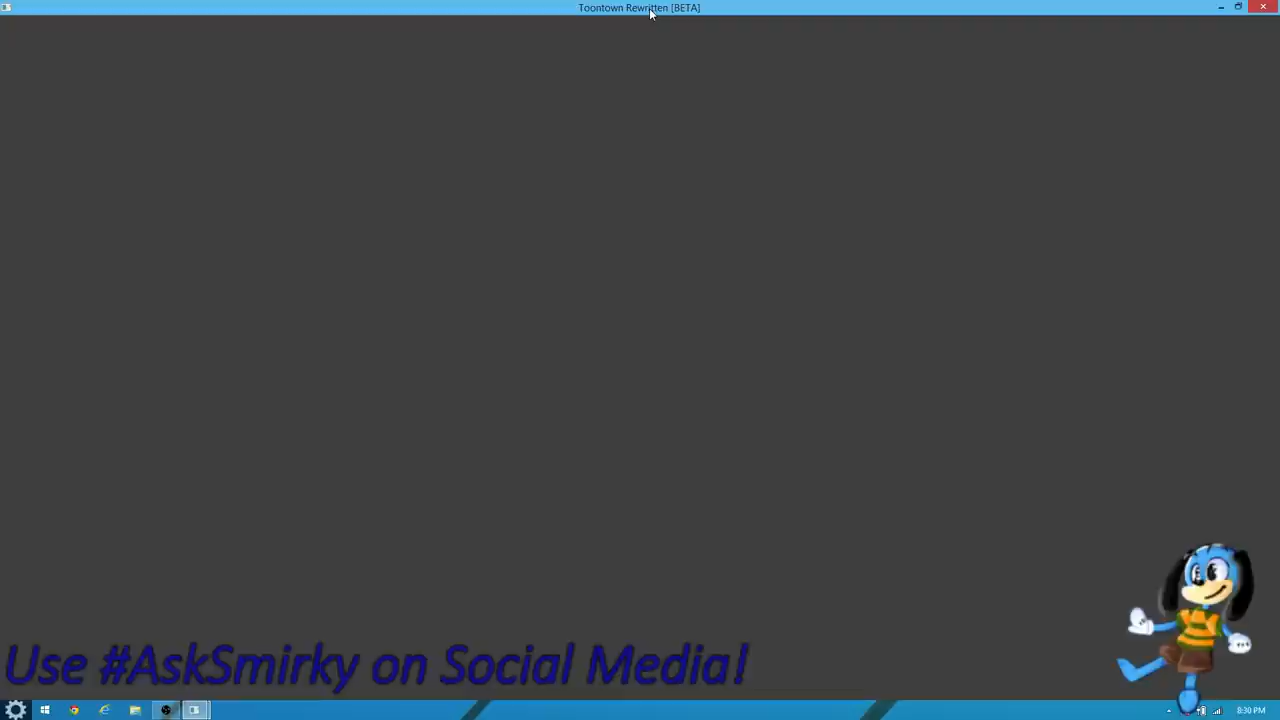 Toontown Rewritten [BETA]
Use #AskSmirky on Social Media!
8:30 PM